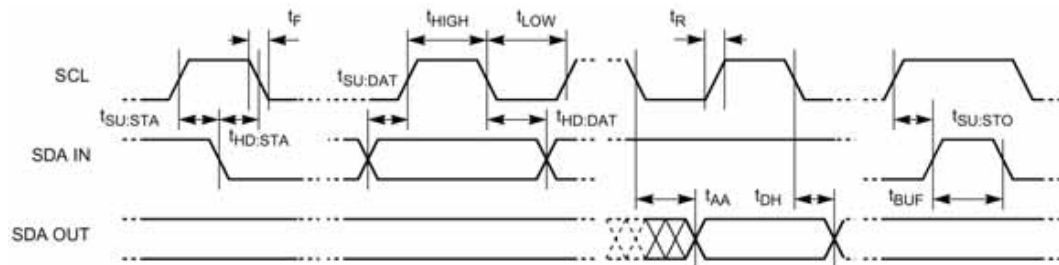 tF
tHIGH
tLOW
tR
SCL
tSU:DAT
tSU:STA
tHD:STA
tHD:DAT
tSU:STO
SDA IN
tAA
tDH
tBUF
SDA OUT